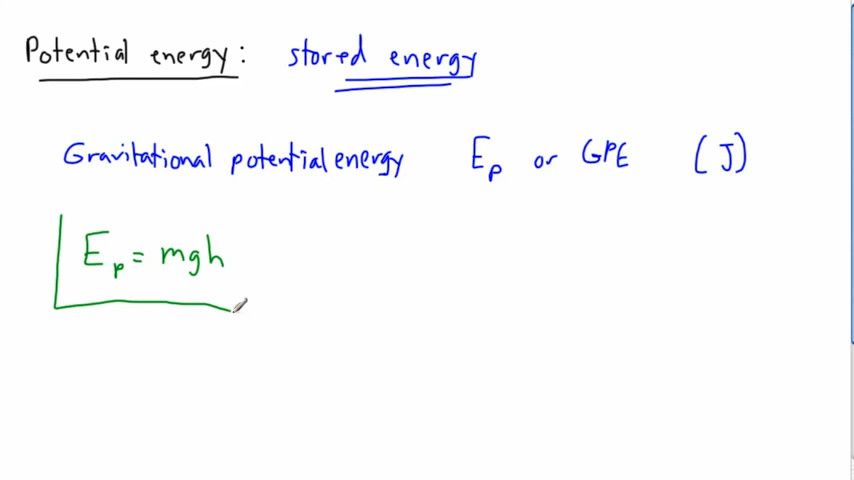 Potential energy: stored energy
Gravitational potential energy Ep or GPE (J)
Ep = mgh